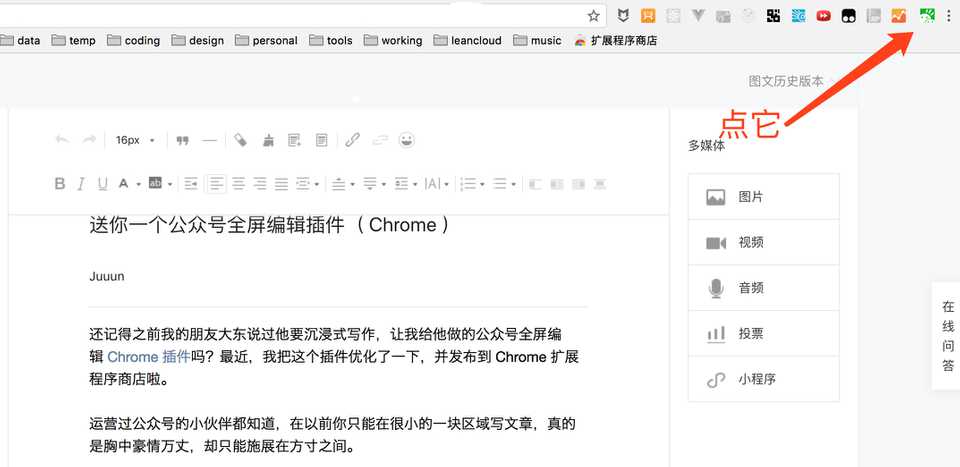 data temp coding design personal tools working leancloud music 扩展程序商店
图文历史版本
点它
16px
多媒体
B I U A ab
图片
送你一个公众号全屏编辑插件（Chrome）
视频
Juuun
音频
还记得之前我的朋友大东说过他要沉浸式写作，让我给他做的公众号全屏编
辑 Chrome 插件吗？最近，我把这个插件优化了一下，并发布到 Chrome 扩展
程序商店啦。
投票
小程序
运营过公众号的小伙伴都知道，在以前你只能在很小的一块区域写文章，真的
是胸中豪情万丈，却只能施展在方寸之间。
在线问答